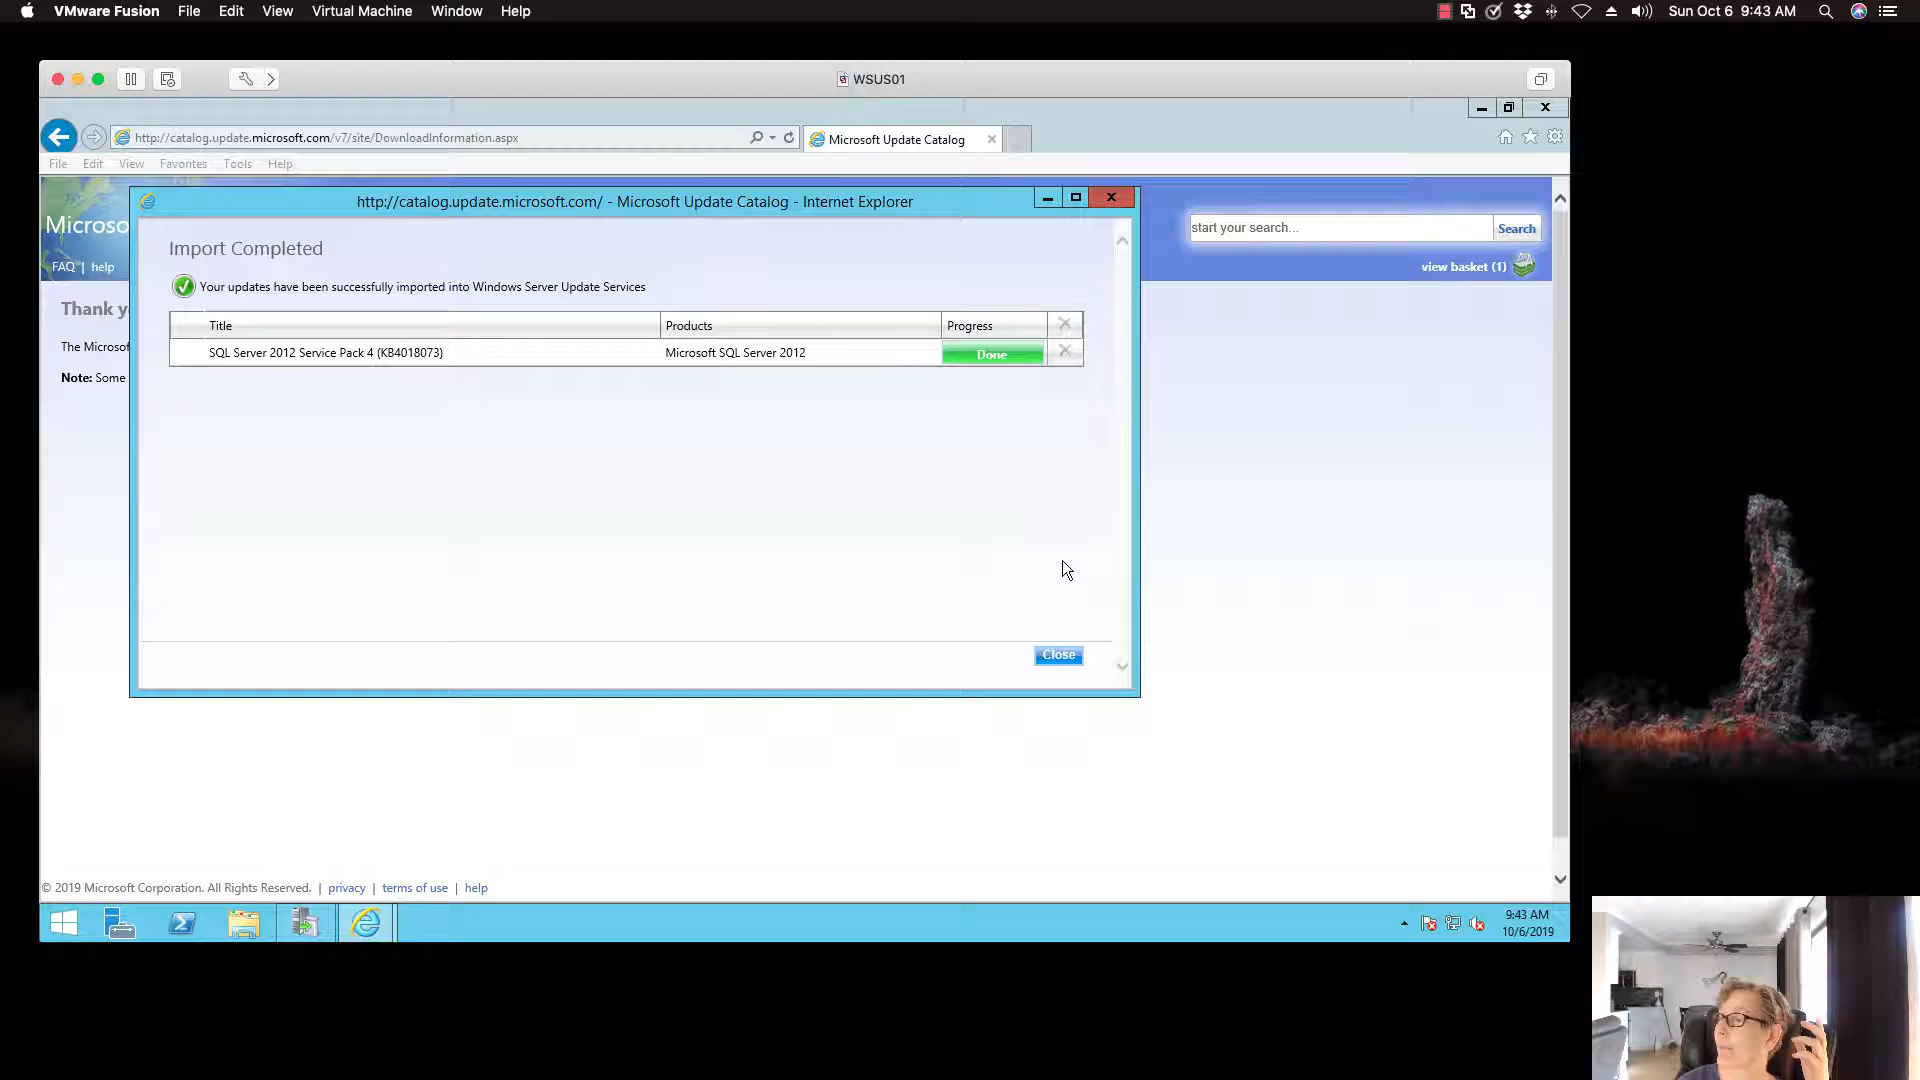 VMware Fusion File Edit View Virtual Machine Window Help Sun Oct 6 9:43 AM
WSUS01
http://catalog.update.microsoft.com/v7/site/DownloadInformation.aspx Microsoft Update Catalog
File Edit View Favorites Tools Help
http://catalog.update.microsoft.com/ - Microsoft Update Catalog - Internet Explorer
Microso
start your search... Search
FAQ | help
view basket (1)
Import Completed
Your updates have been successfully imported into Windows Server Update Services
Thank y
Title Products Progress
The Microsof
SQL Server 2012 Service Pack 4 (KB4018073) Microsoft SQL Server 2012 Done
Note: Some
Close
© 2019 Microsoft Corporation. All Rights Reserved. | privacy | terms of use | help
9:43 AM
10/6/2019